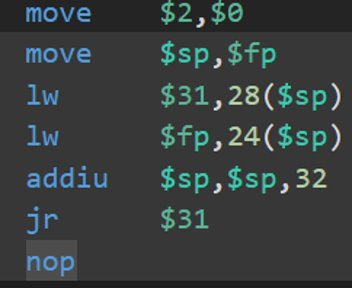 move $2,$0
move $sp,$fp
lw $31,28($sp)
lw $fp,24($sp)
addiu $sp,$sp,32
jr $31
nop